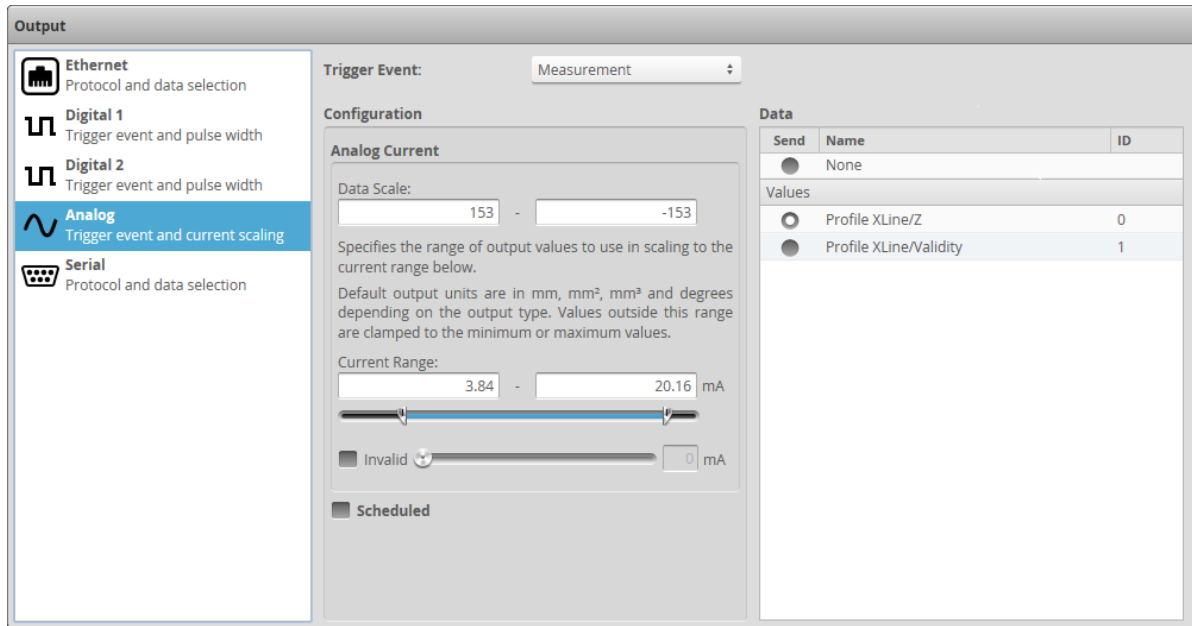 Output
Ethernet
Protocol and data selection
Digital 1
Trigger event and pulse width
Digital 2
Trigger event and pulse width
Analog
Trigger event and current scaling
Serial
Protocol and data selection
Trigger Event: Measurement
Configuration
Analog Current
Data Scale:
153 - -153
Specifies the range of output values to use in scaling to the
current range below.
Default output units are in mm, mm², mm³ and degrees
depending on the output type. Values outside this range
are clamped to the minimum or maximum values.
Current Range:
3.84 - 20.16 mA
Invalid 0 mA
Scheduled
Data
Send Name ID
None
Values
Profile XLine/Z 0
Profile XLine/Validity 1